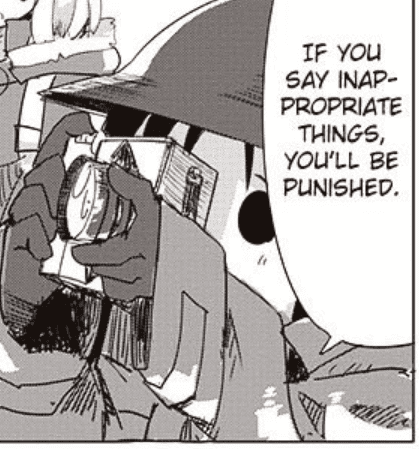 IF YOU
SAY INAP-
PROPRIATE
THINGS,
YOU'LL BE
PUNISHED.